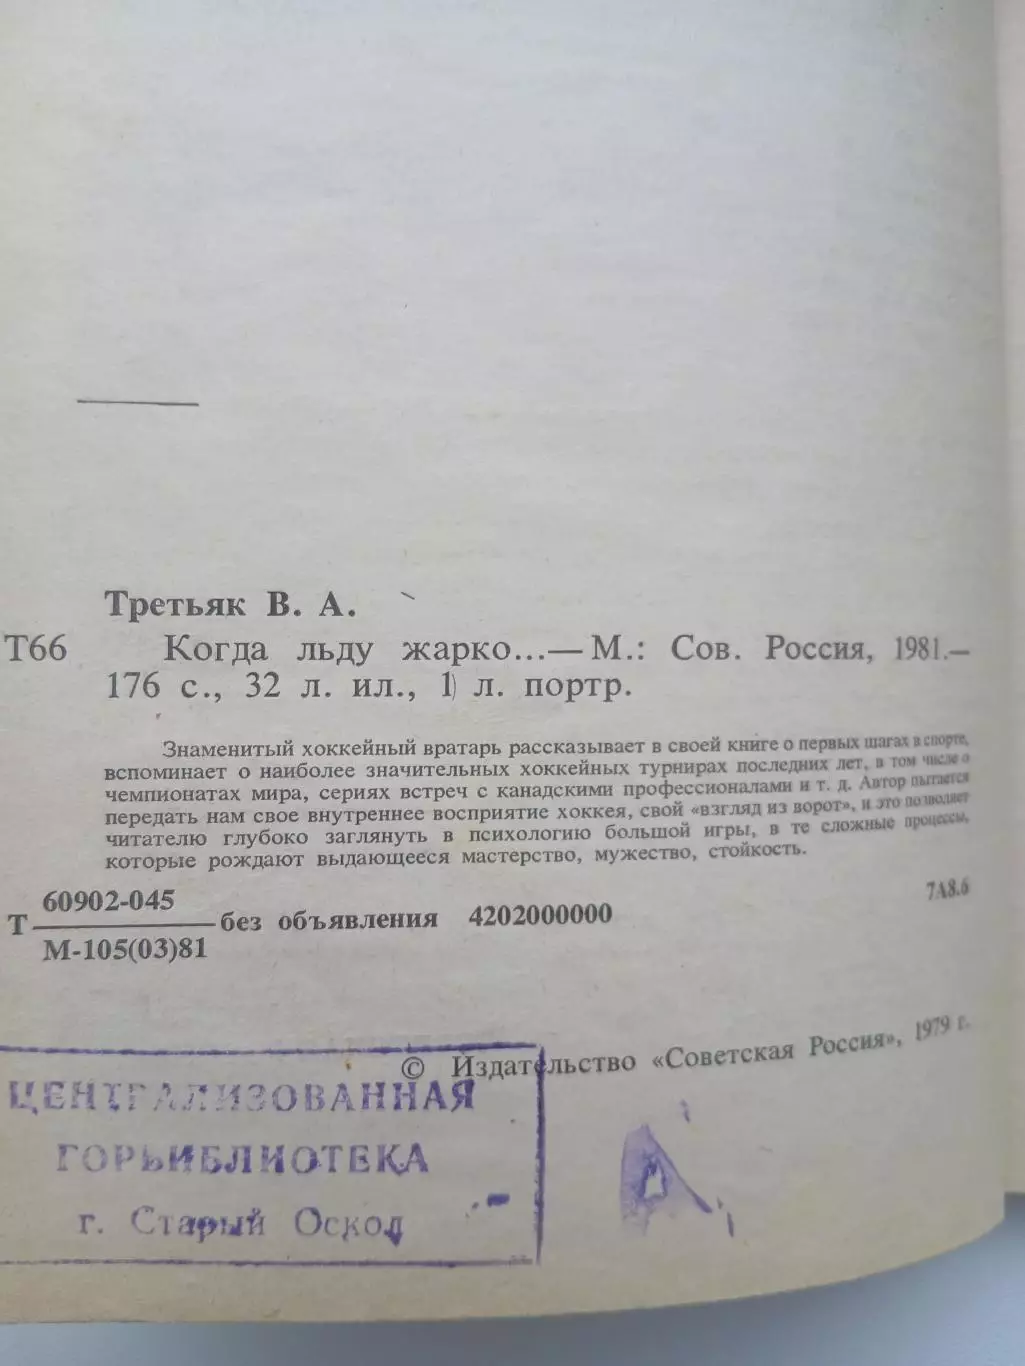 Третьяк В. А.
Т66 Когда льду жарко...—М.: Сов. Россия, 1981.—
176 с., 32 л. ил., 1 л. портр.
Знаменитый хоккейный вратарь рассказывает в своей книге о первых шагах в спорте,
вспоминает о наиболее значительных хоккейных турнирах последних лет, в том числе о
чемпионатах мира, сериях встреч с канадскими профессионалами и т. д. Автор пытается
передать нам свое внутреннее восприятие хоккея, свой «взгляд из ворот», и это позволяет
читателю глубоко заглянуть в психологию большой игры, в те сложные процессы,
которые рождают выдающееся мастерство, мужество, стойкость.
60902-045
Т без объявления 4202000000 7А8.6
М-105(03)81
© Издательство «Советская Россия», 1979 г.
ЦЕНТРАЛИЗОВАННАЯ
ГОРБИБЛИОТЕКА
г. Старый Оскол